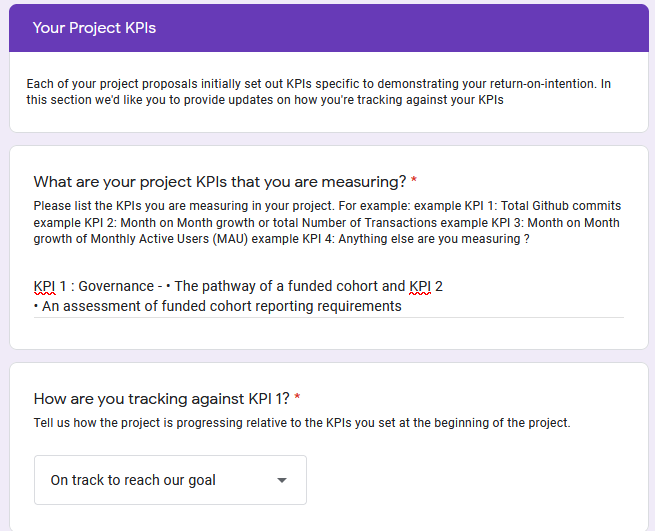 Your Project KPIs
Each of your project proposals initially set out KPIs specific to demonstrating your return-on-intention. In
this section we'd like you to provide updates on how you're tracking against your KPIs
What are your project KPIs that you are measuring? *
Please list the KPIs you are measuring in your project. For example: example KPI 1: Total Github commits
example KPI 2: Month on Month growth or total Number of Transactions example KPI 3: Month on Month
growth of Monthly Active Users (MAU) example KPI 4: Anything else are you measuring ?
KPI 1 : Governance - • The pathway of a funded cohort and KPI 2
• An assessment of funded cohort reporting requirements
How are you tracking against KPI 1? *
Tell us how the project is progressing relative to the KPIs you set at the beginning of the project.
On track to reach our goal